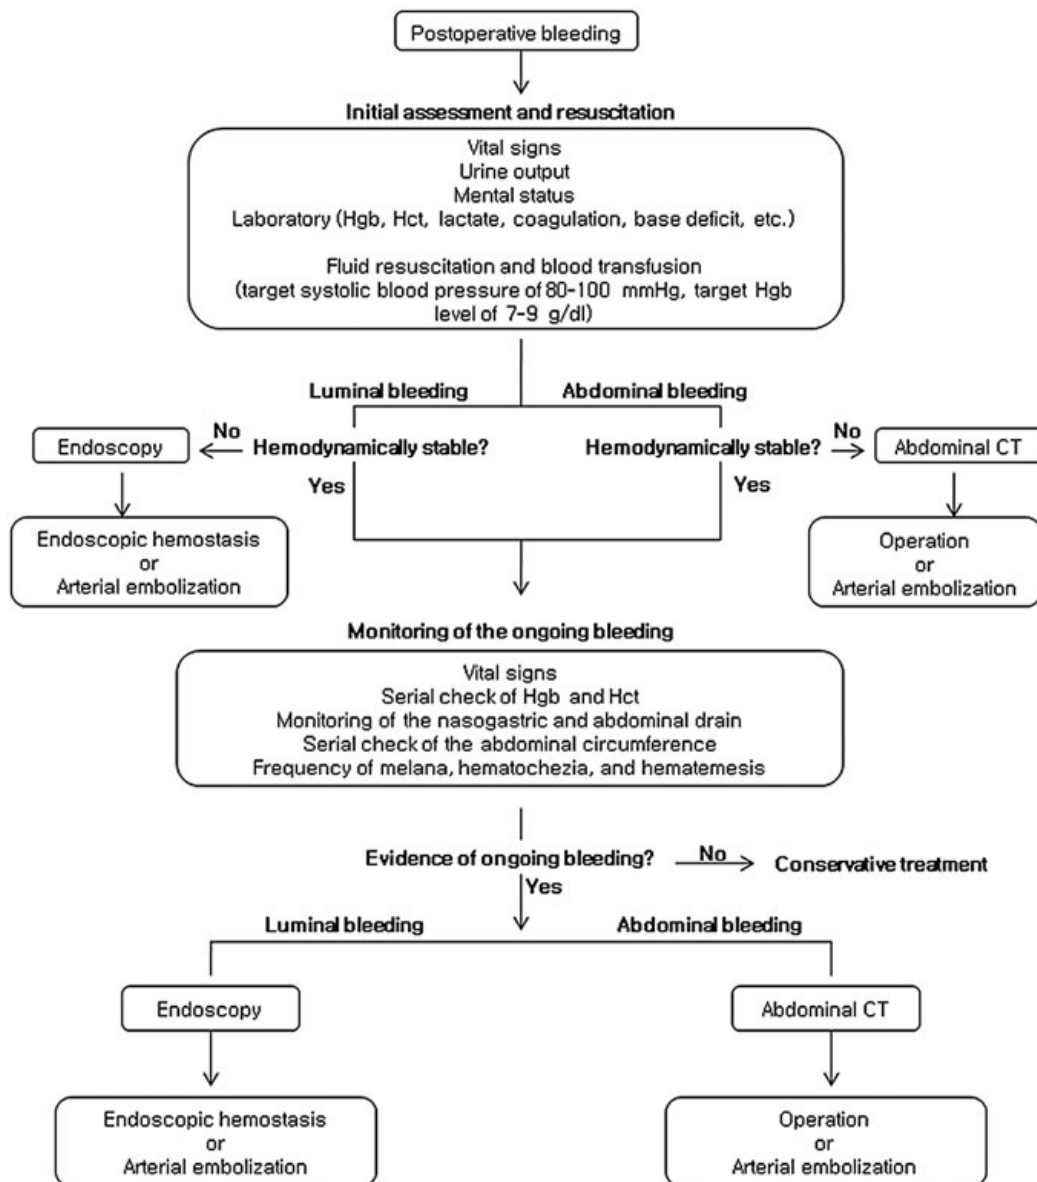 Postoperative bleeding
Initial assessment and resuscitation
Vital signs
Urine output
Mental status
Laboratory (Hgb, Hct, lactate, coagulation, base deficit, etc.)
Fluid resuscitation and blood transfusion
(target systolic blood pressure of 80-100 mmHg, target Hgb
level of 7-9 g/dl)
Luminal bleeding
Abdominal bleeding
Endoscopy
No
Hemodynamically stable?
Hemodynamically stable?
No
Abdominal CT
Yes
Yes
Endoscopic hemostasis
or
Arterial embolization
Operation
or
Arterial embolization
Monitoring of the ongoing bleeding
Vital signs
Serial check of Hgb and Hct
Monitoring of the nasogastric and abdominal drain
Serial check of the abdominal circumference
Frequency of melana, hematochezia, and hematemesis
Evidence of ongoing bleeding?
No
Conservative treatment
Yes
Luminal bleeding
Abdominal bleeding
Endoscopy
Abdominal CT
Endoscopic hemostasis
or
Arterial embolization
Operation
or
Arterial embolization